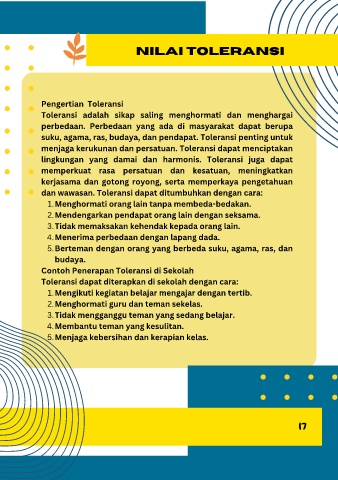 NILAI TOLERANSI
Pengertian Toleransi
Toleransi adalah sikap saling menghormati dan menghargai
perbedaan. Perbedaan yang ada di masyarakat dapat berupa
suku, agama, ras, budaya, dan pendapat. Toleransi penting untuk
menjaga kerukunan dan persatuan. Toleransi dapat menciptakan
lingkungan yang damai dan harmonis. Toleransi juga dapat
memperkuat rasa persatuan dan kesatuan, meningkatkan
kerjasama dan gotong royong, serta memperkaya pengetahuan
dan wawasan. Toleransi dapat ditumbuhkan dengan cara:
1. Menghormati orang lain tanpa membeda-bedakan.
2. Mendengarkan pendapat orang lain dengan seksama.
3. Tidak memaksakan kehendak kepada orang lain.
4. Menerima perbedaan dengan lapang dada.
5. Berteman dengan orang yang berbeda suku, agama, ras, dan
budaya.
Contoh Penerapan Toleransi di Sekolah
Toleransi dapat diterapkan di sekolah dengan cara:
1. Mengikuti kegiatan belajar mengajar dengan tertib.
2. Menghormati guru dan teman sekelas.
3. Tidak mengganggu teman yang sedang belajar.
4. Membantu teman yang kesulitan.
5. Menjaga kebersihan dan kerapian kelas.
17